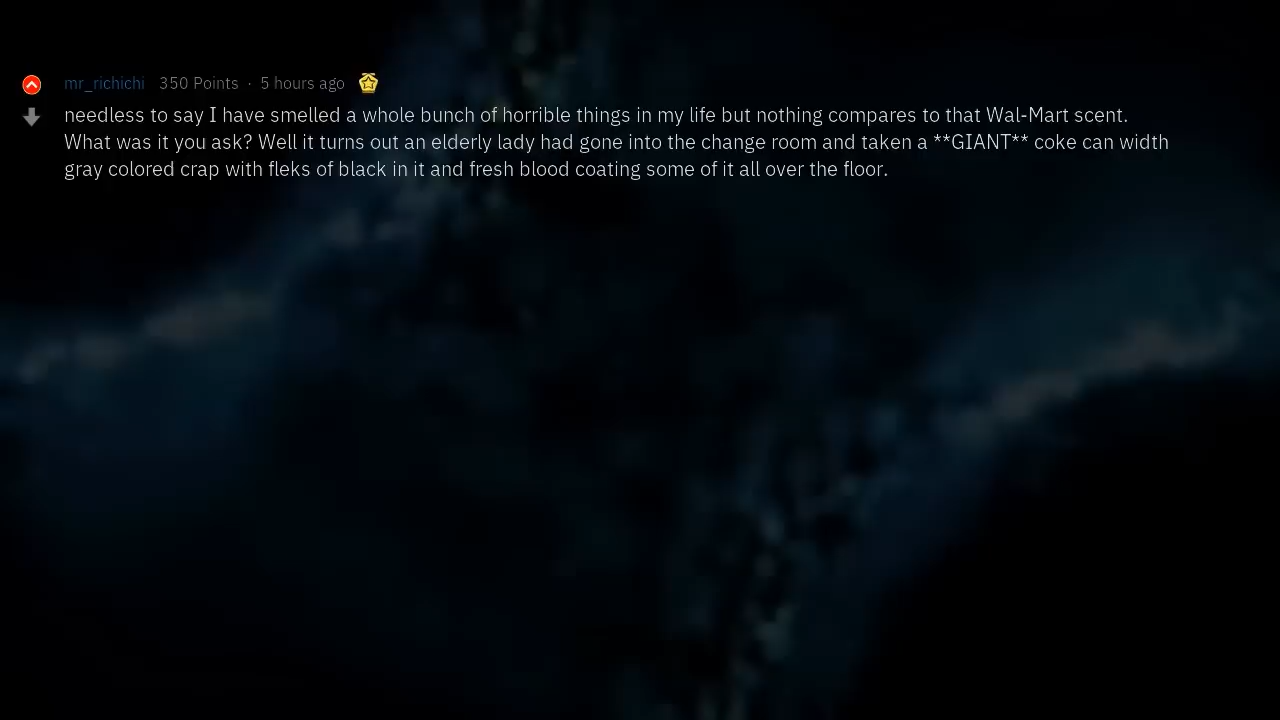 mr_richichi 350 Points · 5 hours ago
needless to say I have smelled a whole bunch of horrible things in my life but nothing compares to that Wal-Mart scent.
What was it you ask? Well it turns out an elderly lady had gone into the change room and taken a **GIANT** coke can width
gray colored crap with fleks of black in it and fresh blood coating some of it all over the floor.